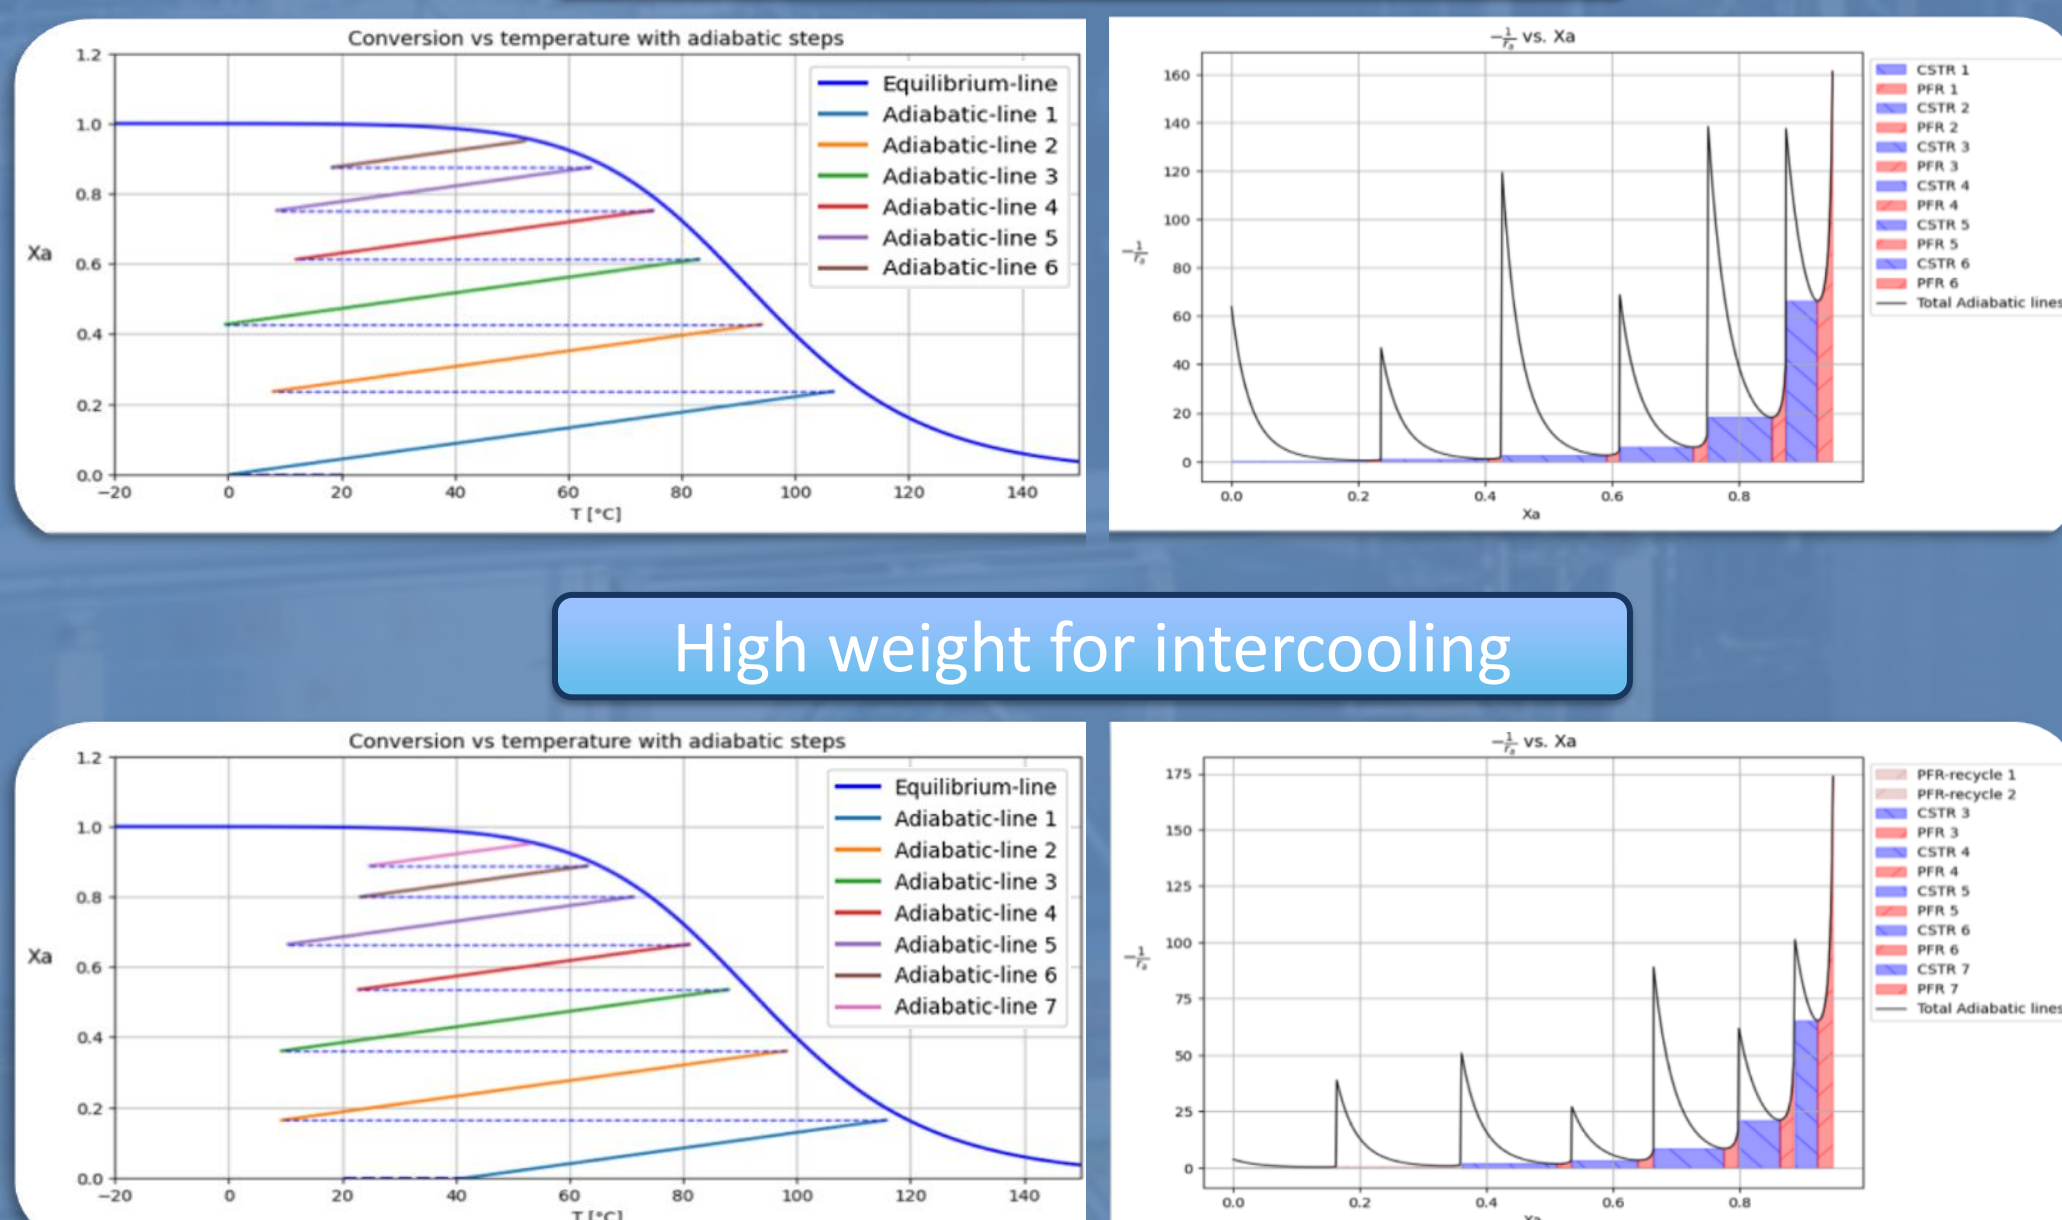 Conversion vs temperature with adiabatic steps
1.2
1.0
0.8
0.6
0.4
0.2
0.0
Xa
−20 0 20 40 60 80 100 120 140
T [°C]
Equilibrium-line
Adiabatic-line 1
Adiabatic-line 2
Adiabatic-line 3
Adiabatic-line 4
Adiabatic-line 5
Adiabatic-line 6
−1/rₐ vs. Xa
160
140
120
100
80
60
40
20
0
−1/rₐ
0.0 0.2 0.4 0.6 0.8
Xa
CSTR 1
PFR 1
CSTR 2
PFR 2
CSTR 3
PFR 3
CSTR 4
PFR 4
CSTR 5
PFR 5
CSTR 6
PFR 6
Total Adiabatic lines
High weight for intercooling
Conversion vs temperature with adiabatic steps
1.2
1.0
0.8
0.6
0.4
0.2
0.0
Xa
−20 0 20 40 60 80 100 120 140
T [°C]
Equilibrium-line
Adiabatic-line 1
Adiabatic-line 2
Adiabatic-line 3
Adiabatic-line 4
Adiabatic-line 5
Adiabatic-line 6
Adiabatic-line 7
−1/rₐ vs. Xa
175
150
125
100
75
50
25
0
−1/rₐ
0.0 0.2 0.4 0.6 0.8
Xa
PFR-recycle 1
PFR-recycle 2
CSTR 3
PFR 3
CSTR 4
PFR 4
CSTR 5
PFR 5
CSTR 6
PFR 6
CSTR 7
PFR 7
Total Adiabatic lines